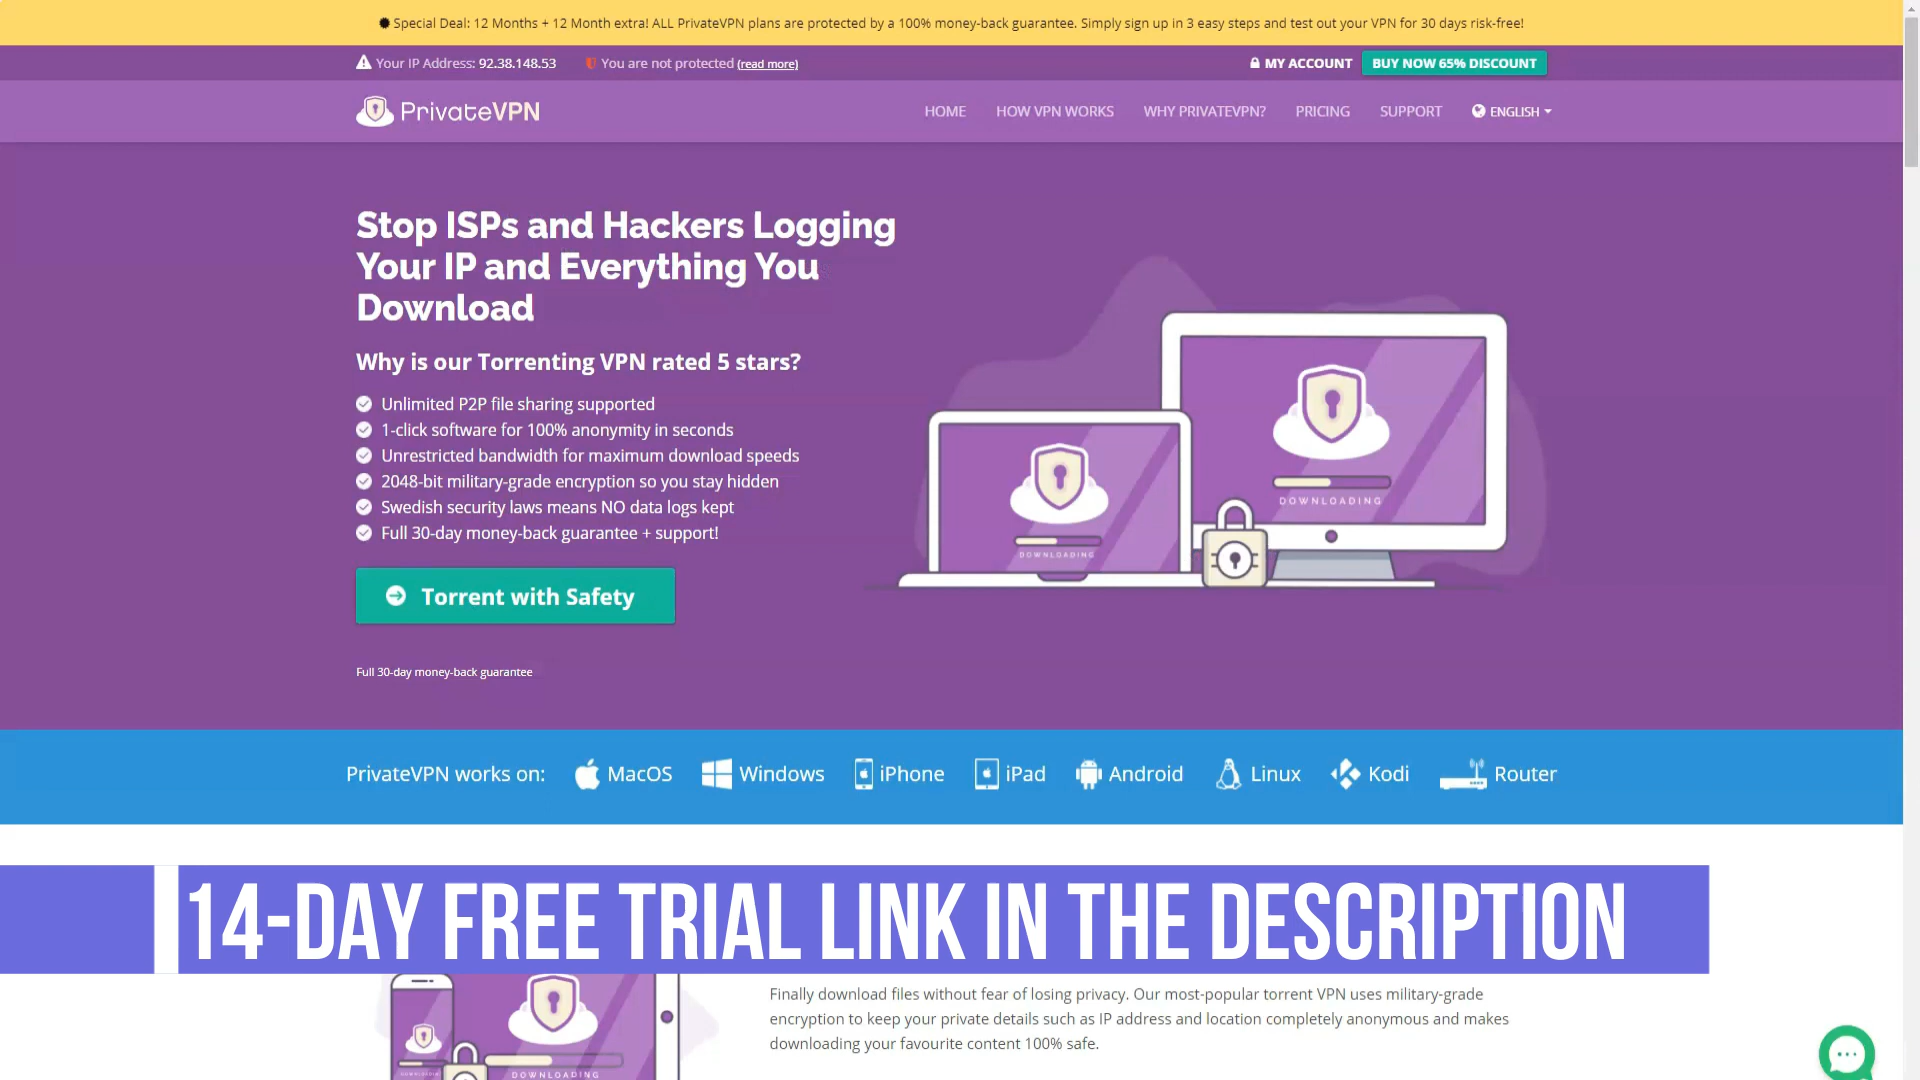 Special Deal: 12 Months + 12 Month extra! ALL PrivateVPN plans are protected by a 100% money-back guarantee. Simply sign up in 3 easy steps and test out your VPN for 30 days risk-free!
Your IP Address: 92.38.148.53 You are not protected (read more) MY ACCOUNT BUY NOW 65% DISCOUNT
PrivateVPN HOME HOW VPN WORKS WHY PRIVATEVPN? PRICING SUPPORT ENGLISH
Stop ISPs and Hackers Logging
Your IP and Everything You
Download
Why is our Torrenting VPN rated 5 stars?
Unlimited P2P file sharing supported
1-click software for 100% anonymity in seconds
Unrestricted bandwidth for maximum download speeds
2048-bit military-grade encryption so you stay hidden
Swedish security laws means NO data logs kept
Full 30-day money-back guarantee + support!
DOWNLOADING
DOWNLOADING
Torrent with Safety
Full 30-day money-back guarantee
PrivateVPN works on: MacOS Windows iPhone iPad Android Linux Kodi Router
14-DAY FREE TRIAL LINK IN THE DESCRIPTION
Finally download files without fear of losing privacy. Our most-popular torrent VPN uses military-grade
encryption to keep your private details such as IP address and location completely anonymous and makes
downloading your favourite content 100% safe.
DOWNLOADING
DOWNLOADING